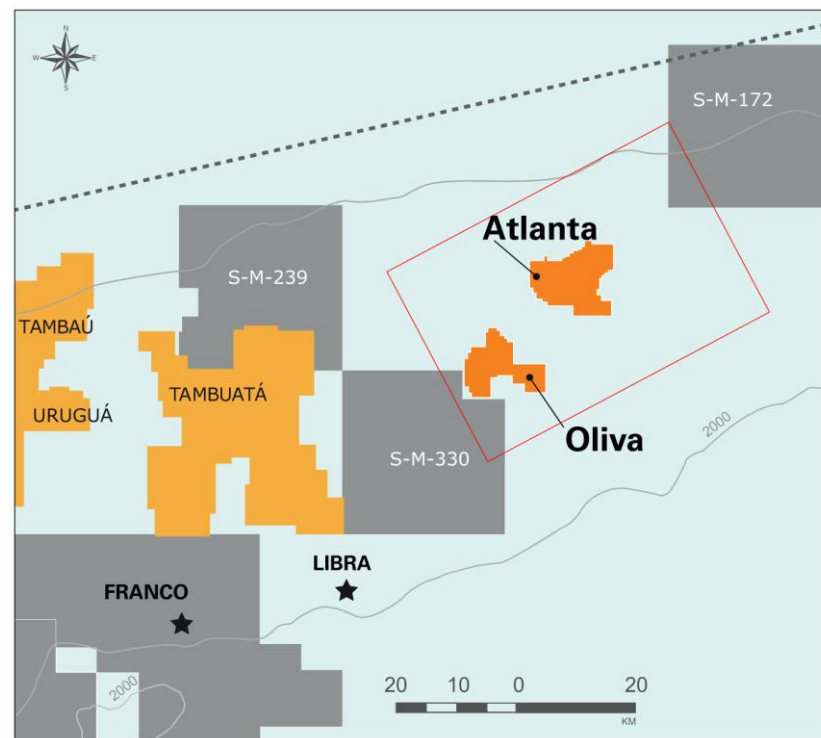 N
W E
S
S-M-172
Atlanta
S-M-239
TAMBAÚ
TAMBUATÁ
URUGUÁ
2000
Oliva
S-M-330
LIBRA
FRANCO
2000
20 10 0 20
KM